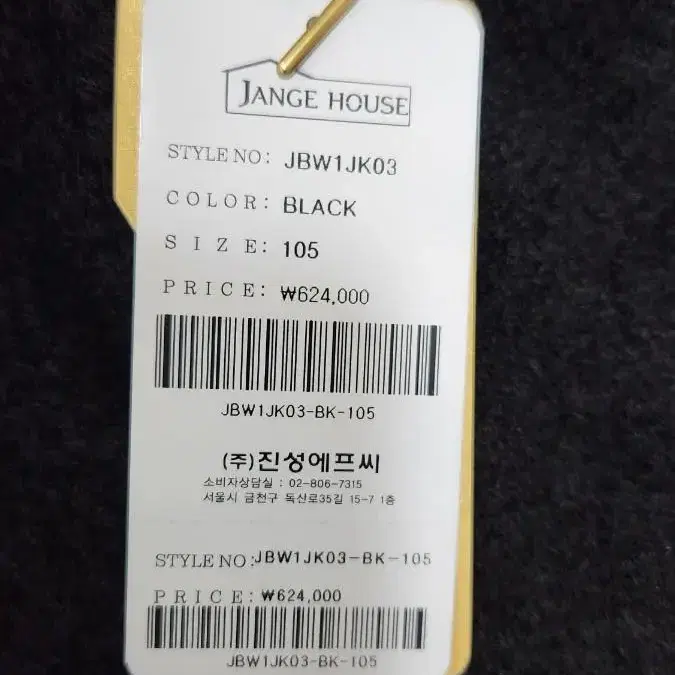 JANGE HOUSE
STYLE NO: JBW1JK03
COLOR: BLACK
SIZE: 105
PRICE: ₩624,000
JBW1JK03-BK-105
(주)진성에프씨
소비자상담실 : 02-806-7315
서울시 금천구 독산로35길 15-7 1층
STYLE NO:JBW1JK03-BK-105
PRICE: ₩624,000
JBW1JK03-BK-105